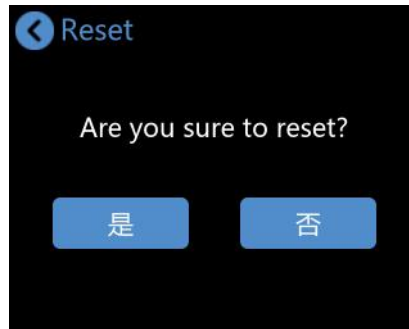 Reset
Are you sure to reset?
是 否